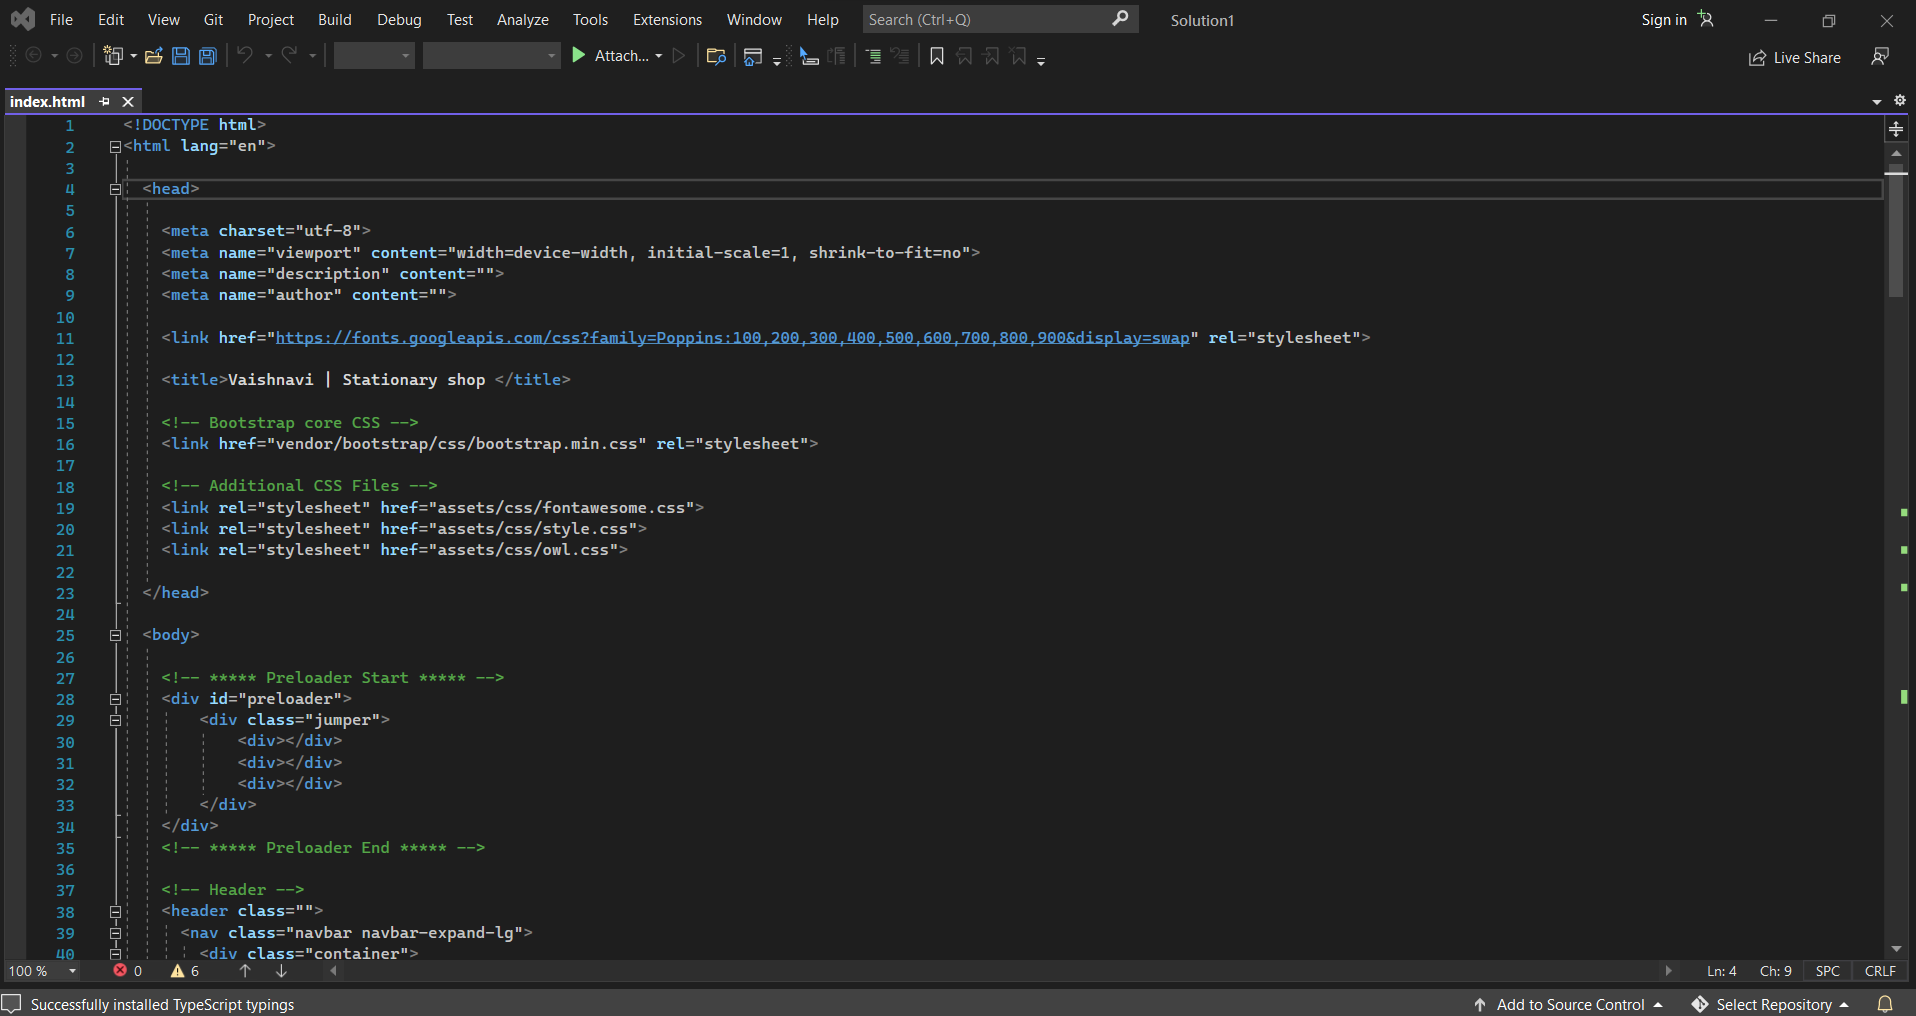 File Edit View Git Project Build Debug Test Analyze Tools Extensions Window Help Search (Ctrl+Q) Solution1 Sign in
Attach... Live Share
index.html
1 <!DOCTYPE html>
2 <html lang="en">
3
4 <head>
5
6 <meta charset="utf-8">
7 <meta name="viewport" content="width=device-width, initial-scale=1, shrink-to-fit=no">
8 <meta name="description" content="">
9 <meta name="author" content="">
10
11 <link href="https://fonts.googleapis.com/css?family=Poppins:100,200,300,400,500,600,700,800,900&display=swap" rel="stylesheet">
12
13 <title>Vaishnavi | Stationary shop </title>
14
15 <!-- Bootstrap core CSS -->
16 <link href="vendor/bootstrap/css/bootstrap.min.css" rel="stylesheet">
17
18 <!-- Additional CSS Files -->
19 <link rel="stylesheet" href="assets/css/fontawesome.css">
20 <link rel="stylesheet" href="assets/css/style.css">
21 <link rel="stylesheet" href="assets/css/owl.css">
22
23 </head>
24
25 <body>
26
27 <!-- ***** Preloader Start ***** -->
28 <div id="preloader">
29 <div class="jumper">
30 <div></div>
31 <div></div>
32 <div></div>
33 </div>
34 </div>
35 <!-- ***** Preloader End ***** -->
36
37 <!-- Header -->
38 <header class="">
39 <nav class="navbar navbar-expand-lg">
40 <div class="container">
100 % 0 6 Ln: 4 Ch: 9 SPC CRLF
Successfully installed TypeScript typings Add to Source Control Select Repository